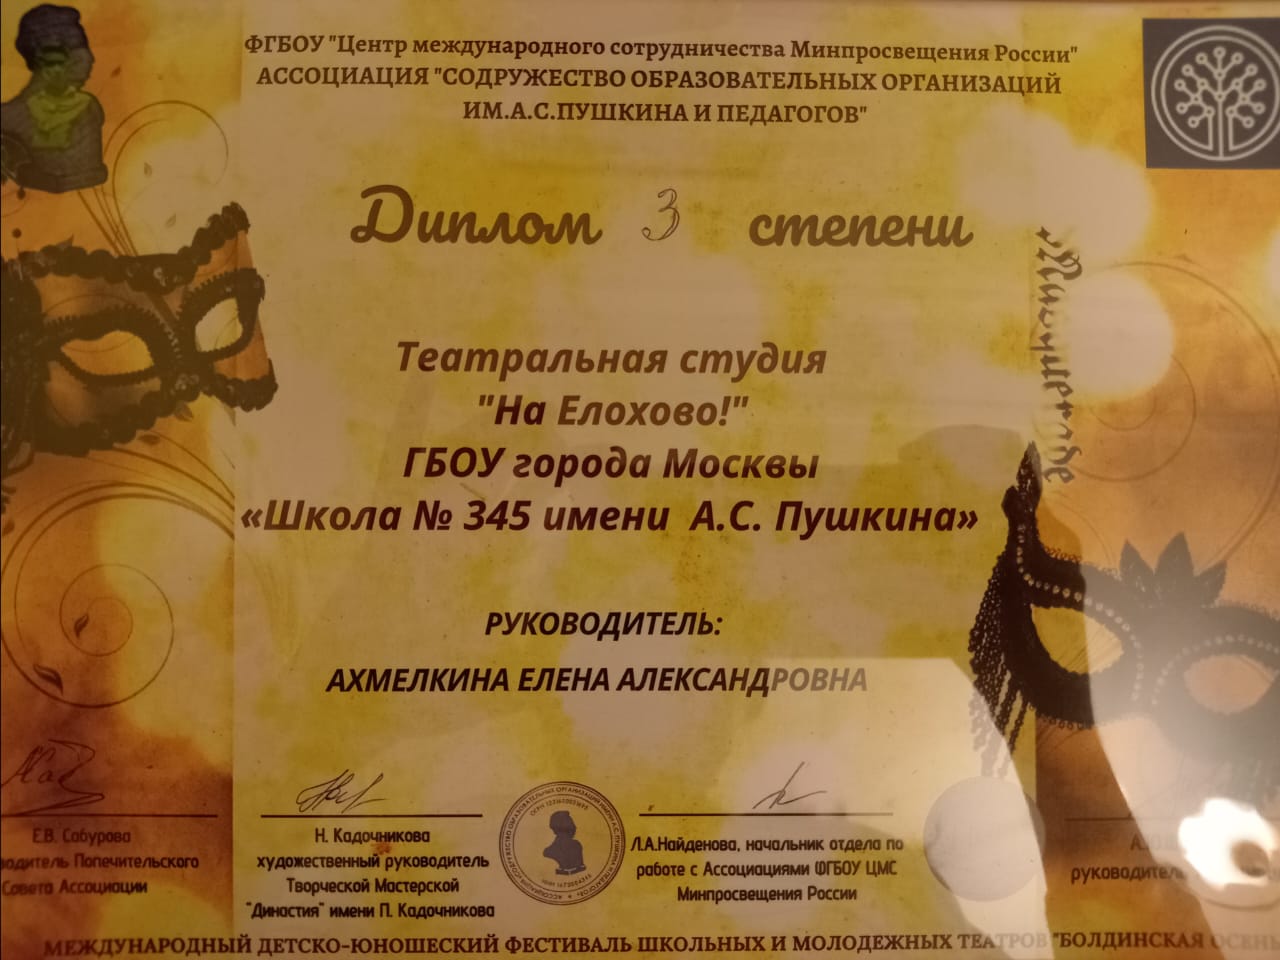 ФГБОУ "Центр международного сотрудничества Минпросвещения России"
АССОЦИАЦИЯ "СОДРУЖЕСТВО ОБРАЗОВАТЕЛЬНЫХ ОРГАНИЗАЦИЙ
ИМ.А.С.ПУШКИНА И ПЕДАГОГОВ"
Диплом 3 степени
Театральная студия
"На Елохово!"
ГБОУ города Москвы
«Школа № 345 имени А.С. Пушкина»
РУКОВОДИТЕЛЬ:
АХМЕЛКИНА ЕЛЕНА АЛЕКСАНДРОВНА
Е.В. Сабурова
Попечительского
Совета Ассоциации
Н. Кадочникова
художественный руководитель
Творческой Мастерской
"Династия" имени П. Кадочникова
Л.А.Найденова, начальник отдела по
работе с Ассоциациями ФГБОУ ЦМС
Минпросвещения России
МЕЖДУНАРОДНЫЙ ДЕТСКО-ЮНОШЕСКИЙ ФЕСТИВАЛЬ ШКОЛЬНЫХ И МОЛОДЕЖНЫХ ТЕАТРОВ "БОЛДИНСКАЯ ОСЕНЬ